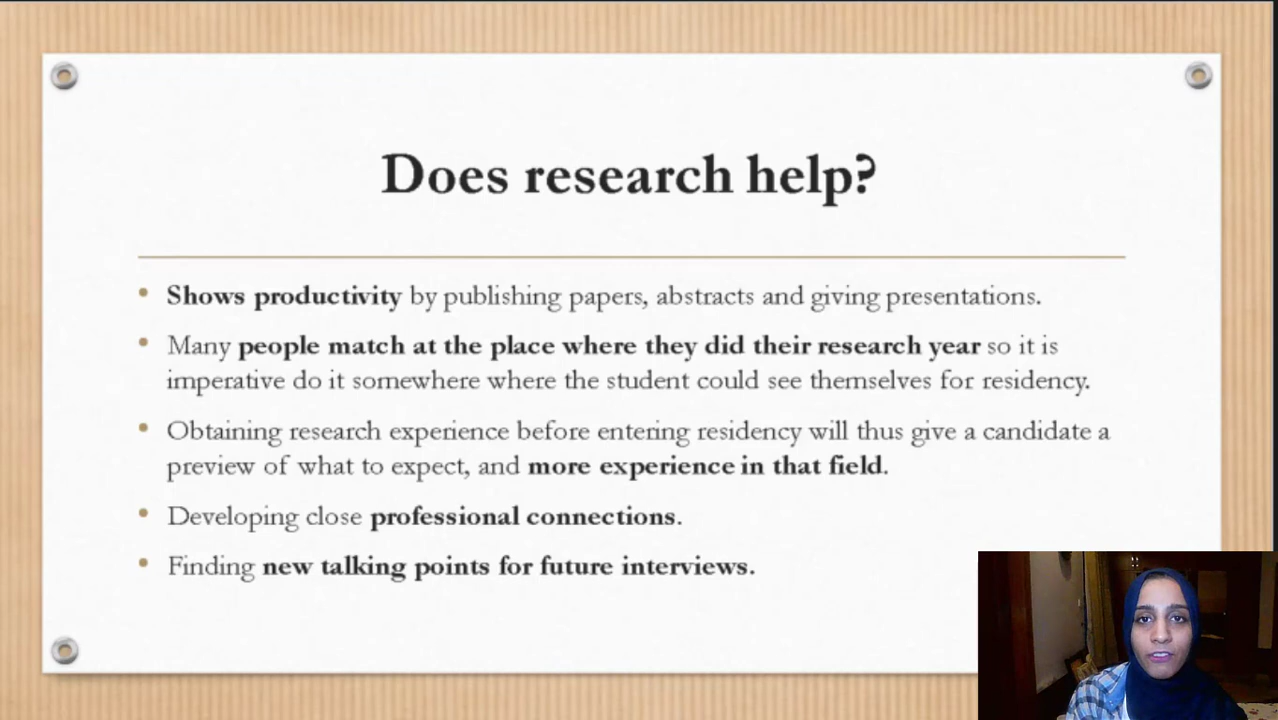 Does research help?
Shows productivity by publishing papers, abstracts and giving presentations.
Many people match at the place where they did their research year so it is
imperative do it somewhere where the student could see themselves for residency.
Obtaining research experience before entering residency will thus give a candidate a
preview of what to expect, and more experience in that field.
Developing close professional connections.
Finding new talking points for future interviews.